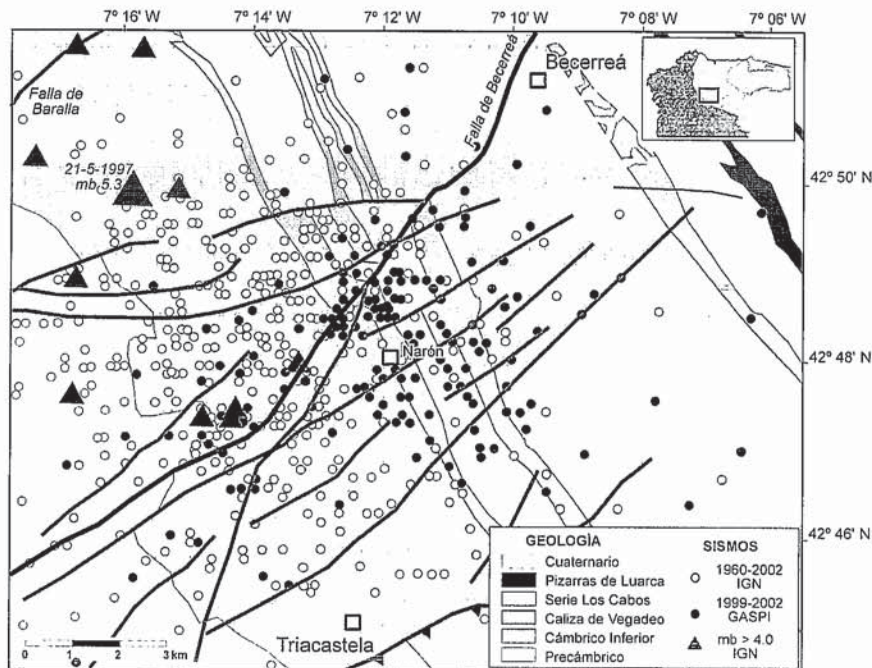 7º 16' W
7º 14' W
7º 12' W
7º 10' W
7º 08' W
7º 06' W
Falla de
Baralla
Becerreá
Falla de Becerreá
21-5-1997
mb 5.3
42º 50' N
Narón
42º 48' N
42º 46' N
Triacastela
0 1 2 3 km
GEOLOGÍA
Cuaternario
Pizarras de Luarca
Serie Los Cabos
Caliza de Vegadeo
Cámbrico Inferior
Precámbrico
SISMOS
1960-2002
IGN
1999-2002
GASPI
mb > 4.0
IGN